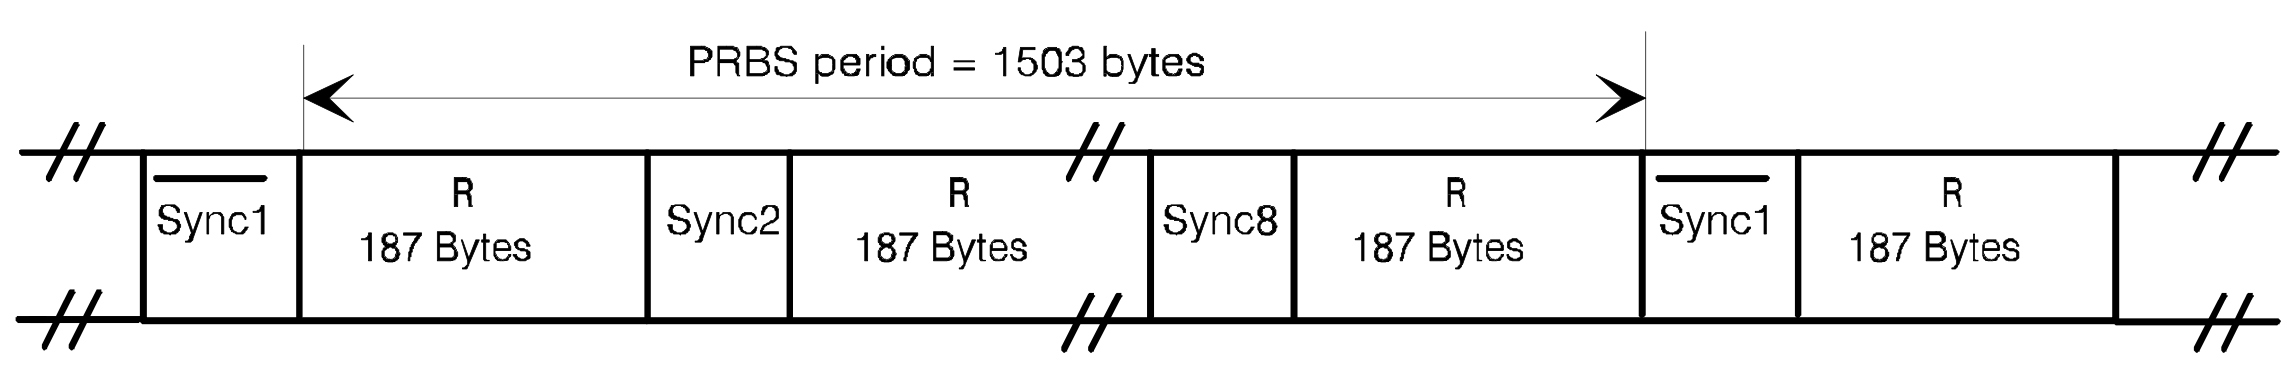 PRBS period = 1503 bytes
Sync1
R
187 Bytes
Sync2
R
187 Bytes
Sync8
R
187 Bytes
Sync1
R
187 Bytes